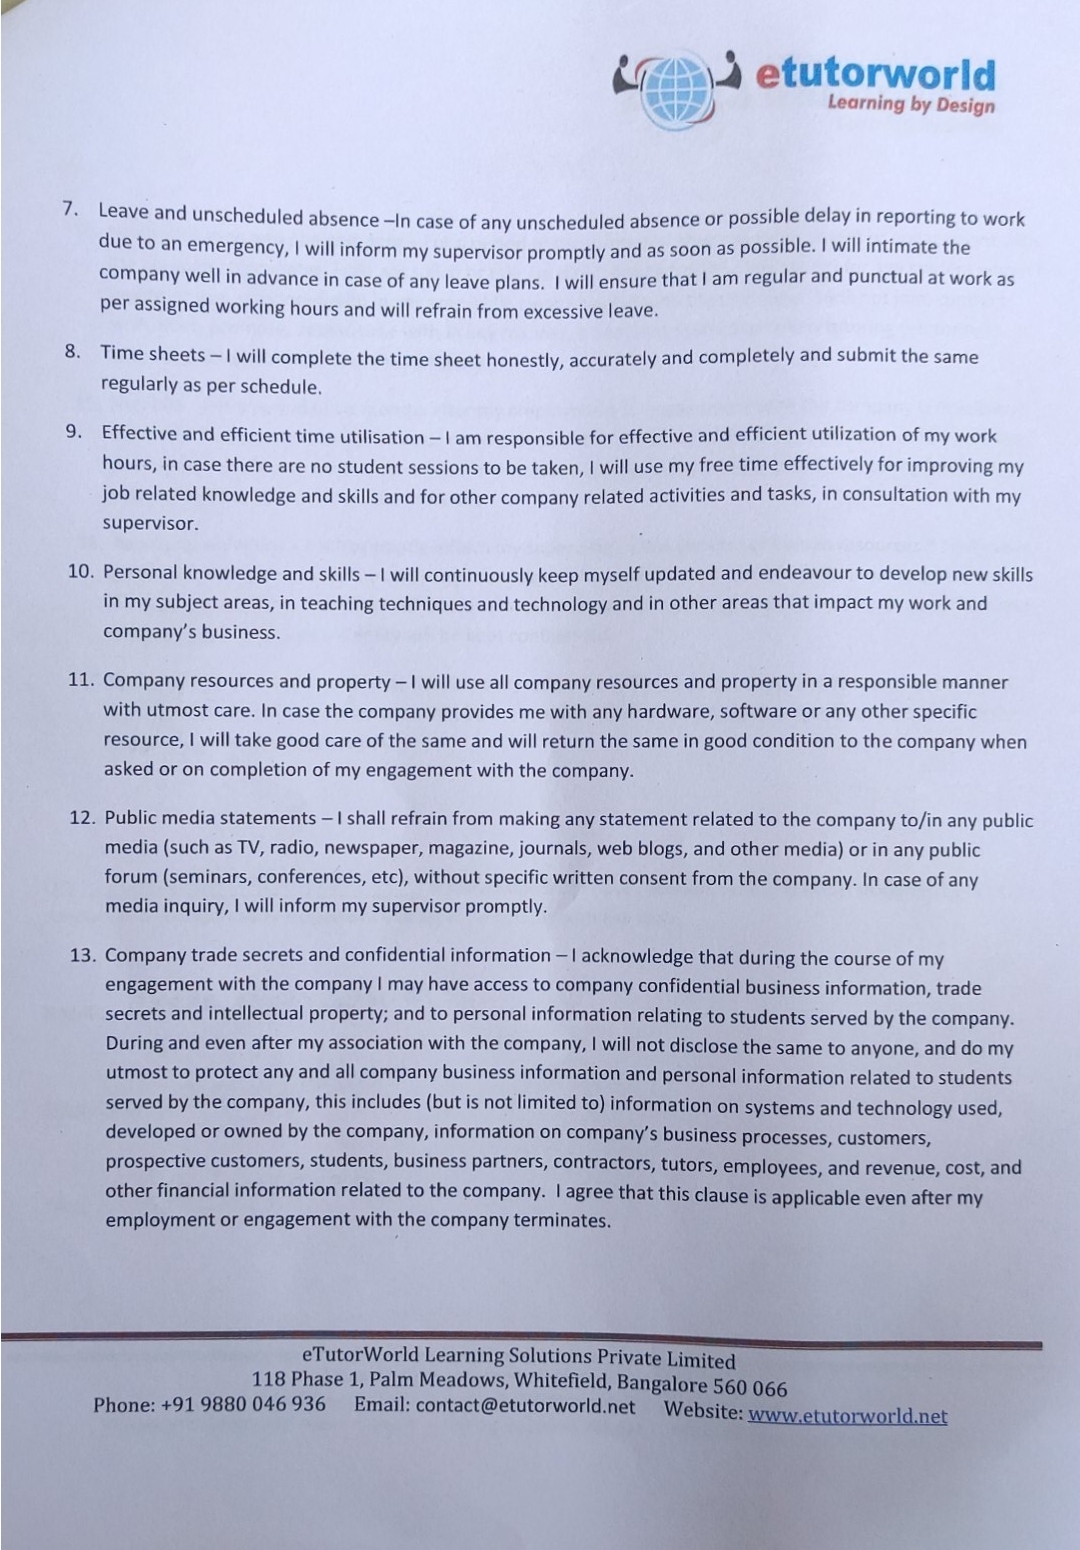 etutorworld
Learning by Design
7. Leave and unscheduled absence –In case of any unscheduled absence or possible delay in reporting to work
due to an emergency, I will inform my supervisor promptly and as soon as possible. I will intimate the
company well in advance in case of any leave plans. I will ensure that I am regular and punctual at work as
per assigned working hours and will refrain from excessive leave.
8. Time sheets – I will complete the time sheet honestly, accurately and completely and submit the same
regularly as per schedule.
9. Effective and efficient time utilisation – I am responsible for effective and efficient utilization of my work
hours, in case there are no student sessions to be taken, I will use my free time effectively for improving my
job related knowledge and skills and for other company related activities and tasks, in consultation with my
supervisor.
10. Personal knowledge and skills – I will continuously keep myself updated and endeavour to develop new skills
in my subject areas, in teaching techniques and technology and in other areas that impact my work and
company's business.
11. Company resources and property – I will use all company resources and property in a responsible manner
with utmost care. In case the company provides me with any hardware, software or any other specific
resource, I will take good care of the same and will return the same in good condition to the company when
asked or on completion of my engagement with the company.
12. Public media statements – I shall refrain from making any statement related to the company to/in any public
media (such as TV, radio, newspaper, magazine, journals, web blogs, and other media) or in any public
forum (seminars, conferences, etc), without specific written consent from the company. In case of any
media inquiry, I will inform my supervisor promptly.
13. Company trade secrets and confidential information – I acknowledge that during the course of my
engagement with the company I may have access to company confidential business information, trade
secrets and intellectual property; and to personal information relating to students served by the company.
During and even after my association with the company, I will not disclose the same to anyone, and do my
utmost to protect any and all company business information and personal information related to students
served by the company, this includes (but is not limited to) information on systems and technology used,
developed or owned by the company, information on company's business processes, customers,
prospective customers, students, business partners, contractors, tutors, employees, and revenue, cost, and
other financial information related to the company. I agree that this clause is applicable even after my
employment or engagement with the company terminates.
eTutorWorld Learning Solutions Private Limited
118 Phase 1, Palm Meadows, Whitefield, Bangalore 560 066
Phone: +91 9880 046 936 Email: contact@etutorworld.net Website: www.etutorworld.net